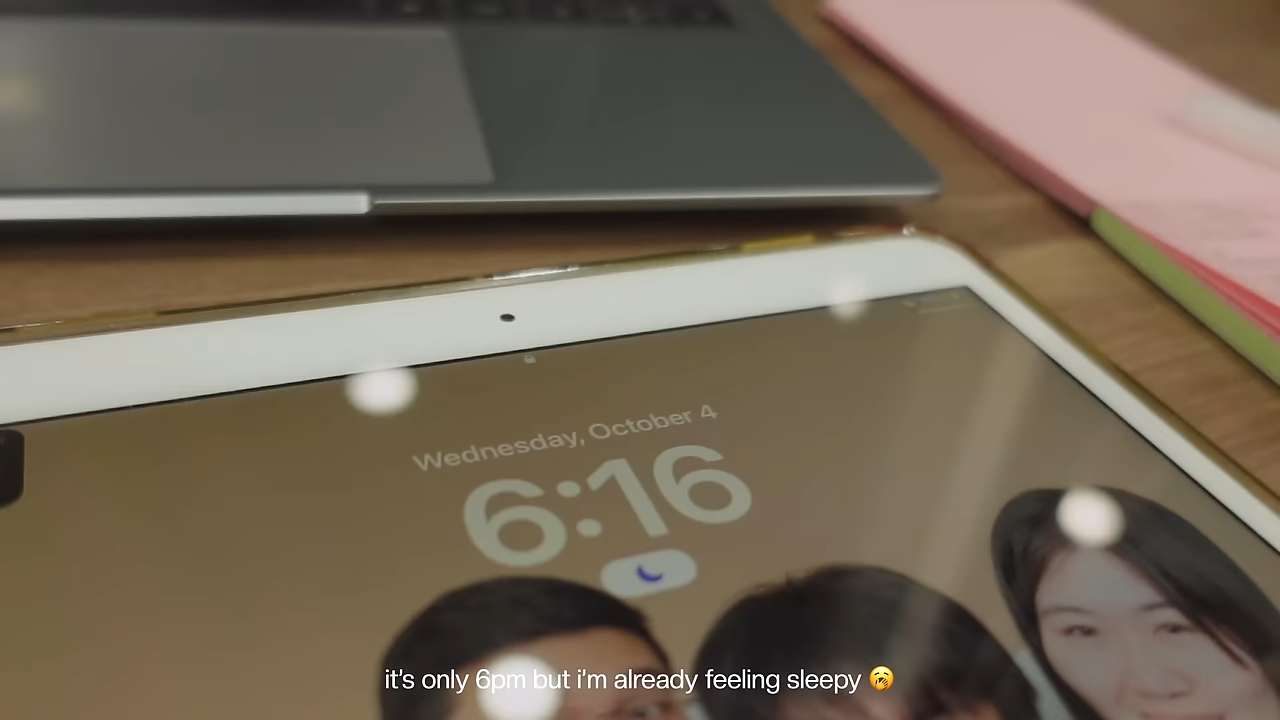 Wednesday, October 4
6:16
it's only 6pm but i'm already feeling sleepy 🥱